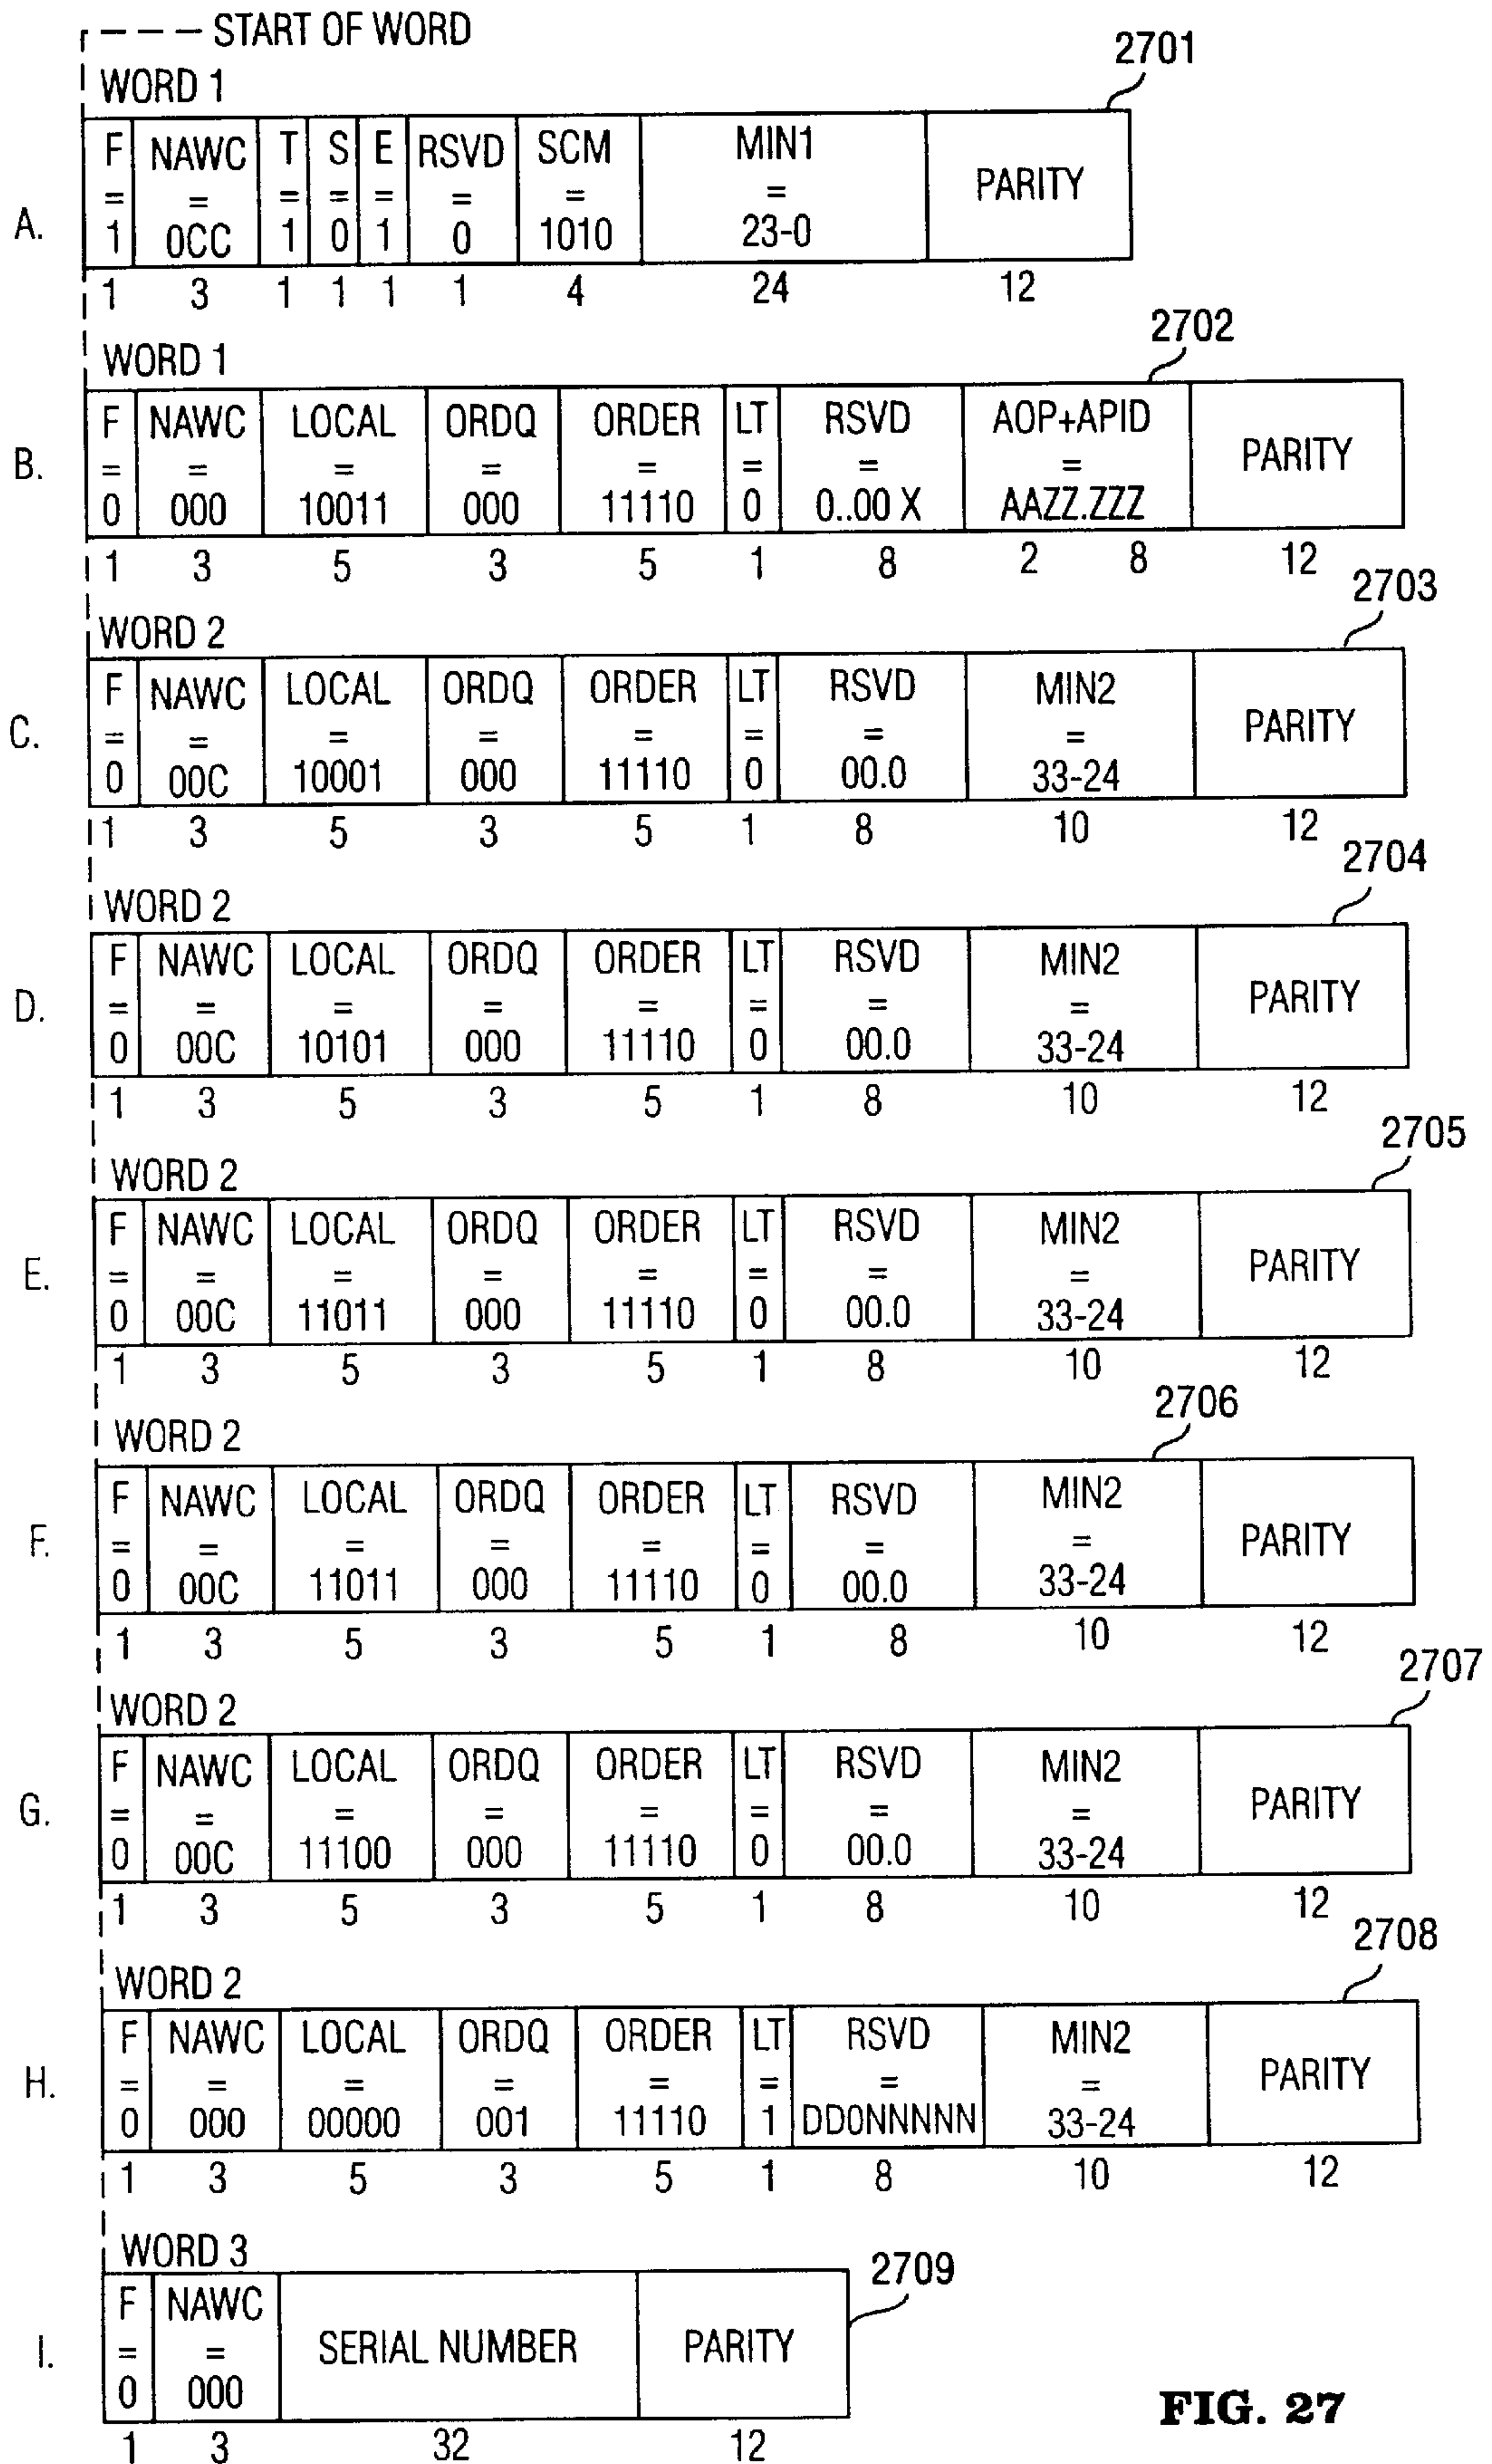 START OF WORD
2701
WORD 1
F NAWC T S E RSVD SCM MIN1 PARITY
= = = = = = = =
A. 1 0CC 1 0 1 0 1010 23-0
1 3 1 1 1 1 4 24 12
2702
WORD 1
F NAWC LOCAL ORDQ ORDER LT RSVD AOP+APID PARITY
B. = = = = = = = =
0 000 10011 000 11110 0 0..00 X AAZZ.ZZZ
1 3 5 3 5 1 8 2 8 12
2703
WORD 2
F NAWC LOCAL ORDQ ORDER LT RSVD MIN2 PARITY
C. = = = = = = = =
0 00C 10001 000 11110 0 00.0 33-24
1 3 5 3 5 1 8 10 12
2704
WORD 2
F NAWC LOCAL ORDQ ORDER LT RSVD MIN2 PARITY
D. = = = = = = = =
0 00C 10101 000 11110 0 00.0 33-24
1 3 5 3 5 1 8 10 12
2705
WORD 2
F NAWC LOCAL ORDQ ORDER LT RSVD MIN2 PARITY
E. = = = = = = = =
0 00C 11011 000 11110 0 00.0 33-24
1 3 5 3 5 1 8 10 12
2706
WORD 2
F NAWC LOCAL ORDQ ORDER LT RSVD MIN2 PARITY
F. = = = = = = = =
0 00C 11011 000 11110 0 00.0 33-24
1 3 5 3 5 1 8 10 12
2707
WORD 2
F NAWC LOCAL ORDQ ORDER LT RSVD MIN2 PARITY
G. = = = = = = = =
0 00C 11100 000 11110 0 00.0 33-24
1 3 5 3 5 1 8 10 12
2708
WORD 2
F NAWC LOCAL ORDQ ORDER LT RSVD MIN2 PARITY
H. = = = = = = = =
0 000 00000 001 11110 1 DD0NNNNN 33-24
1 3 5 3 5 1 8 10 12
WORD 3
2709
F NAWC SERIAL NUMBER PARITY
I. = =
0 000
1 3 32 12
FIG. 27